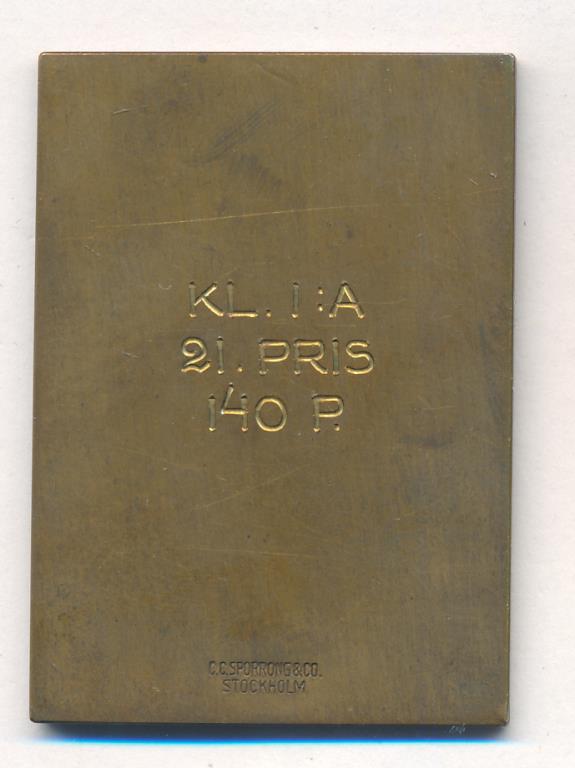 KL. I:A
21. PRIS
140 P.
C.C.SPORRONG&CO.
STOCKHOLM